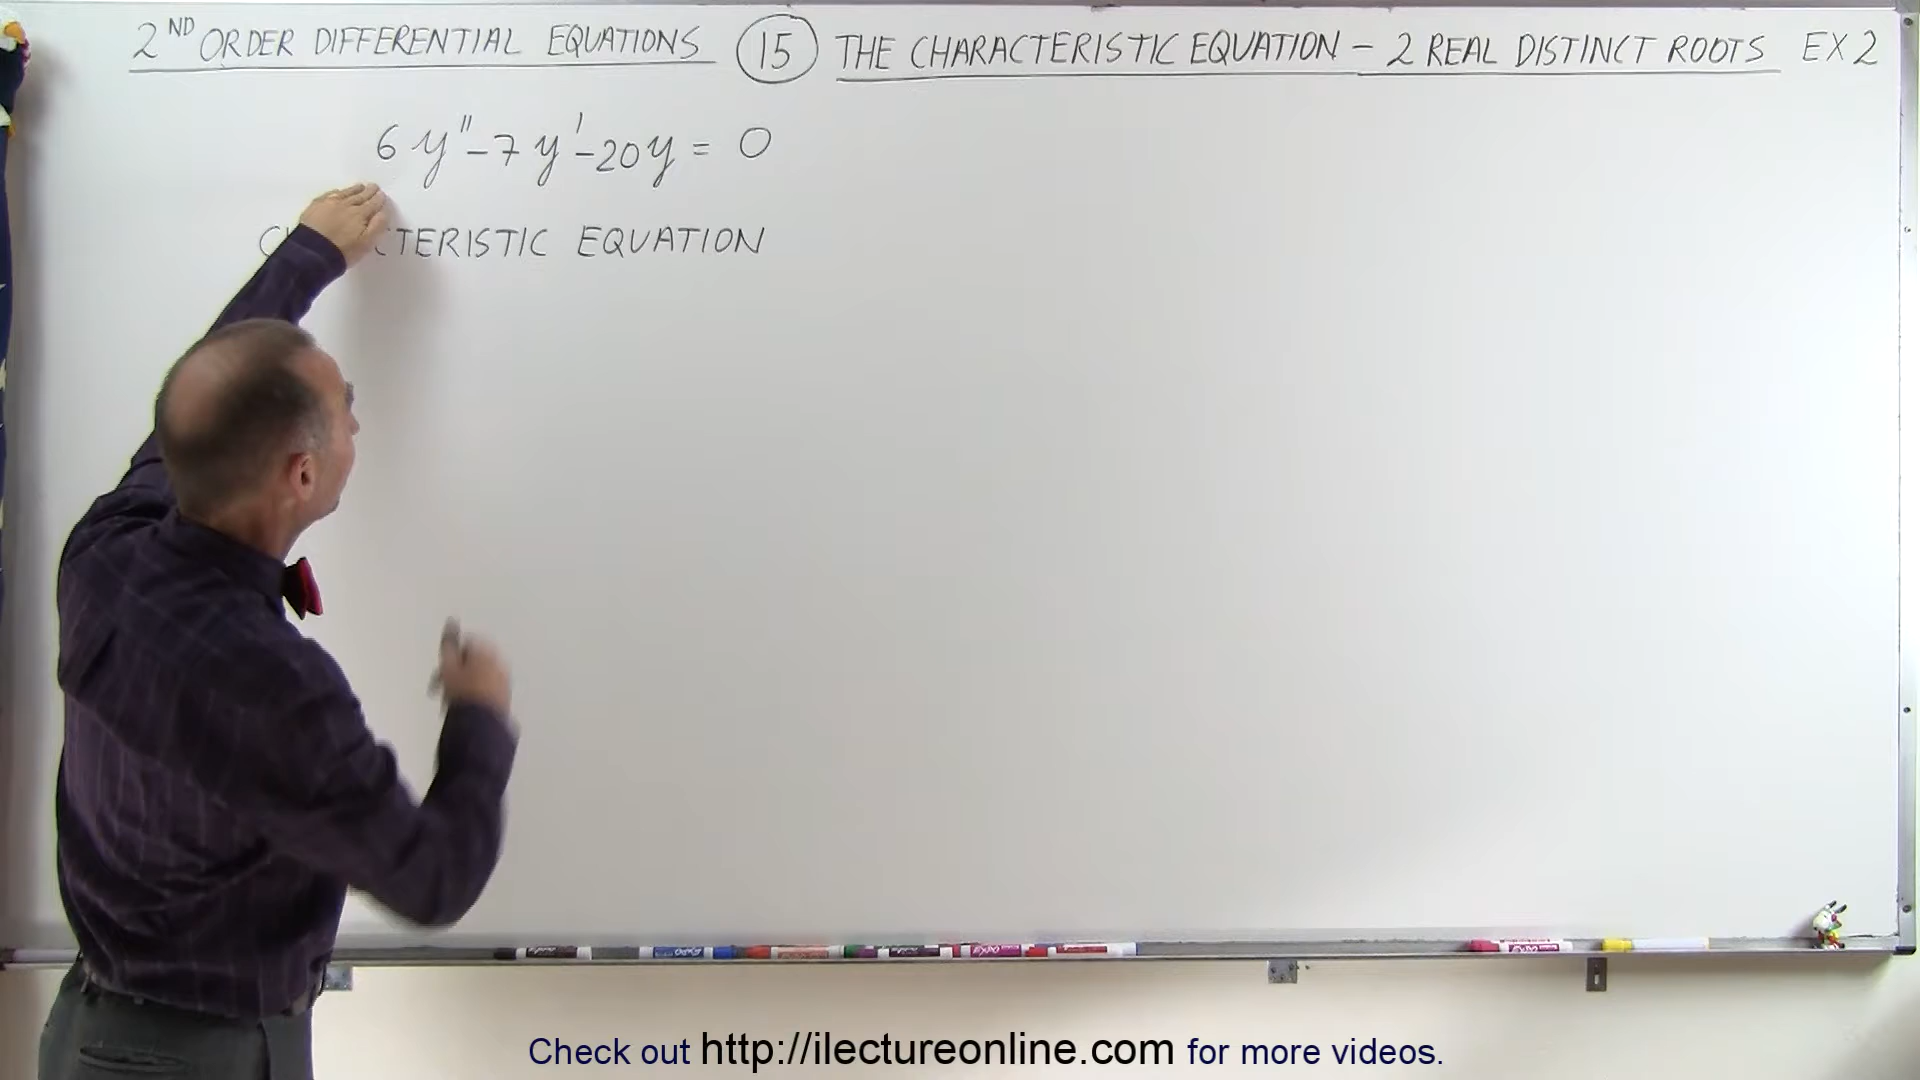 2ND ORDER DIFFERENTIAL EQUATIONS 15 THE CHARACTERISTIC EQUATION - 2 REAL DISTINCT ROOTS EX 2
6y"-7y'-20y = 0
EQUATION
Check out http://ilectureonline.com for more videos.